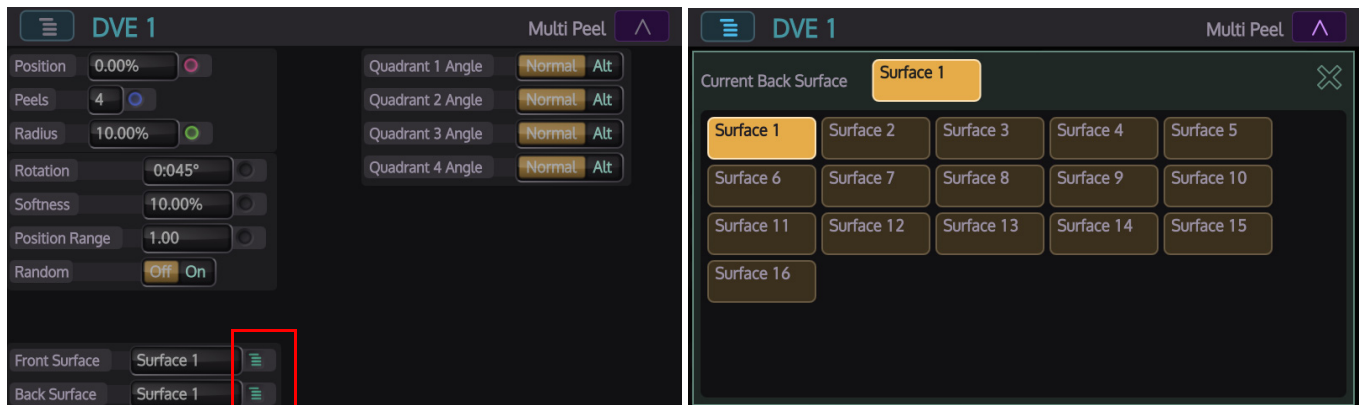 DVE 1 Multi Peel
Position 0.00%
Peels 4
Radius 10.00%
Rotation 0:045°
Softness 10.00%
Position Range 1.00
Random Off On
Front Surface Surface 1
Back Surface Surface 1
Quadrant 1 Angle Normal Alt
Quadrant 2 Angle Normal Alt
Quadrant 3 Angle Normal Alt
Quadrant 4 Angle Normal Alt
DVE 1 Multi Peel
Current Back Surface Surface 1
Surface 1 Surface 2 Surface 3 Surface 4 Surface 5
Surface 6 Surface 7 Surface 8 Surface 9 Surface 10
Surface 11 Surface 12 Surface 13 Surface 14 Surface 15
Surface 16